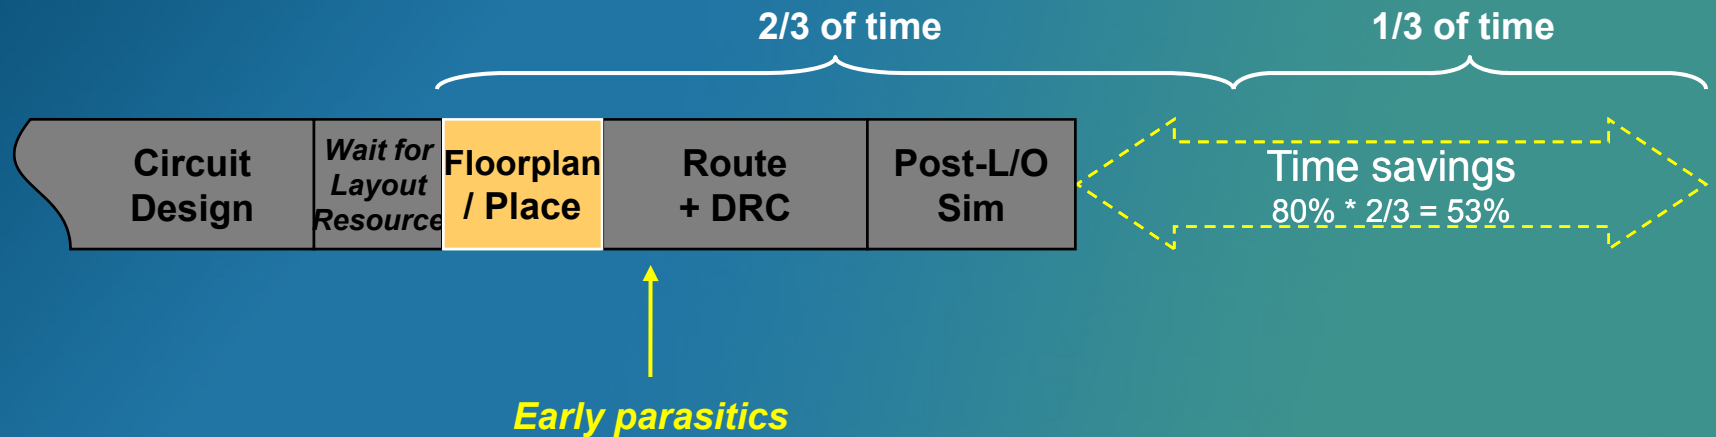 2/3 of time
1/3 of time
Circuit
Design
Wait for
Layout
Resource
Floorplan
/ Place
Route
+ DRC
Post-L/O
Sim
Time savings
80% * 2/3 = 53%
Early parasitics